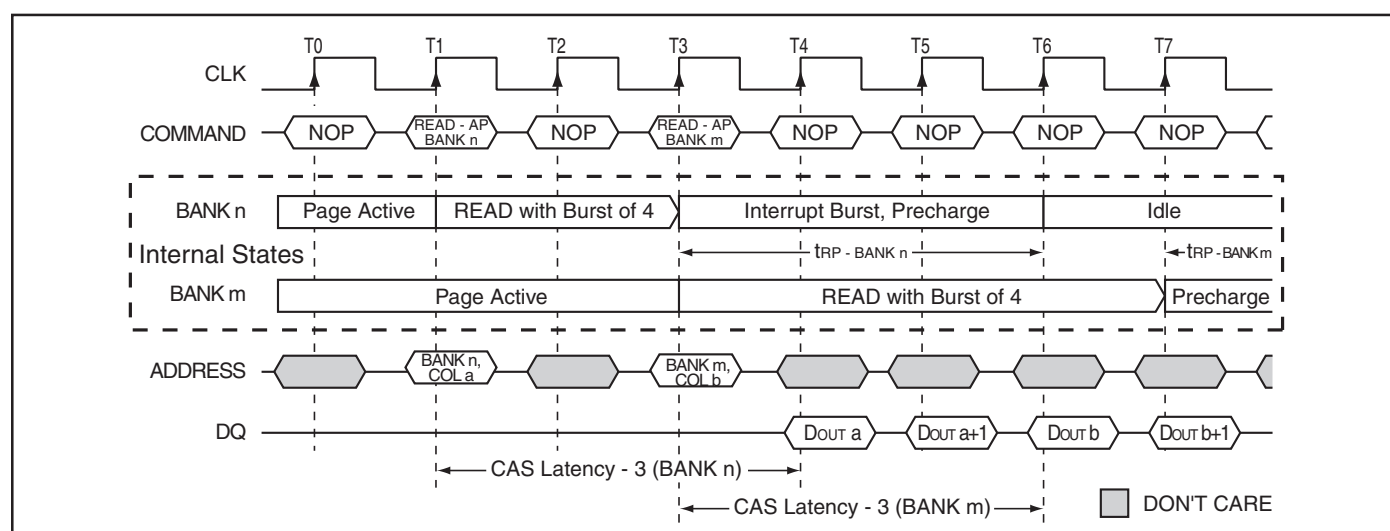 T0 T1 T2 T3 T4 T5 T6 T7
CLK
COMMAND NOP READ - AP BANK n NOP READ - AP BANK m NOP NOP NOP NOP
BANK n Page Active READ with Burst of 4 Interrupt Burst, Precharge Idle
Internal States tRP - BANK n tRP - BANK m
BANK m Page Active READ with Burst of 4 Precharge
ADDRESS BANK n, COL a BANK m, COL b
DQ DOUT a DOUT a+1 DOUT b DOUT b+1
CAS Latency - 3 (BANK n)
CAS Latency - 3 (BANK m) DON'T CARE